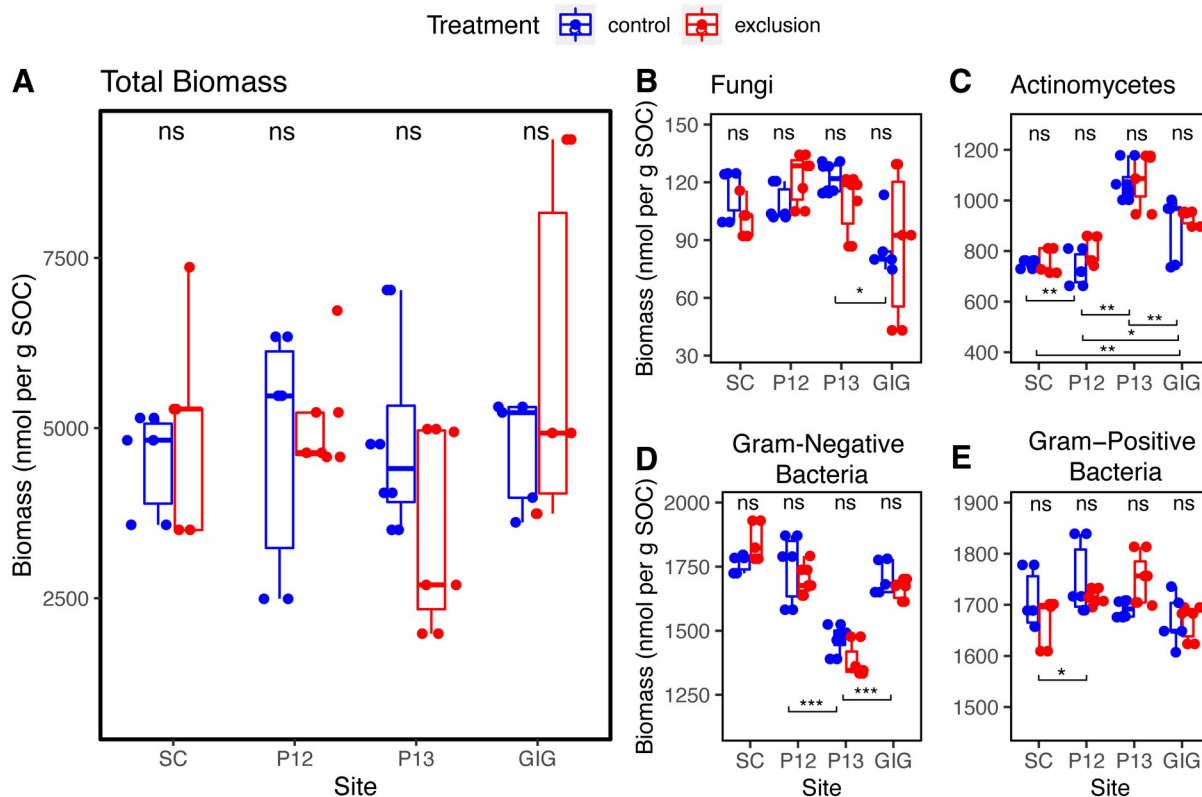 Treatment control exclusion
A Total Biomass
ns ns ns ns
7500
5000
2500
Biomass (nmol per g SOC)
SC P12 P13 GIG
Site
B Fungi
ns ns ns ns
150
120
90
60
30
Biomass (nmol per g SOC)
*
SC P12 P13 GIG
C Actinomycetes
ns ns ns ns
1200
1000
800
600
400
** ** **
*
**
SC P12 P13 GIG
D Gram-Negative
Bacteria
ns ns ns ns
2000
1750
1500
1250
Biomass (nmol per g SOC)
*** ***
SC P12 P13 GIG
Site
E Gram−Positive
Bacteria
ns ns ns ns
1900
1800
1700
1600
1500
*
SC P12 P13 GIG
Site